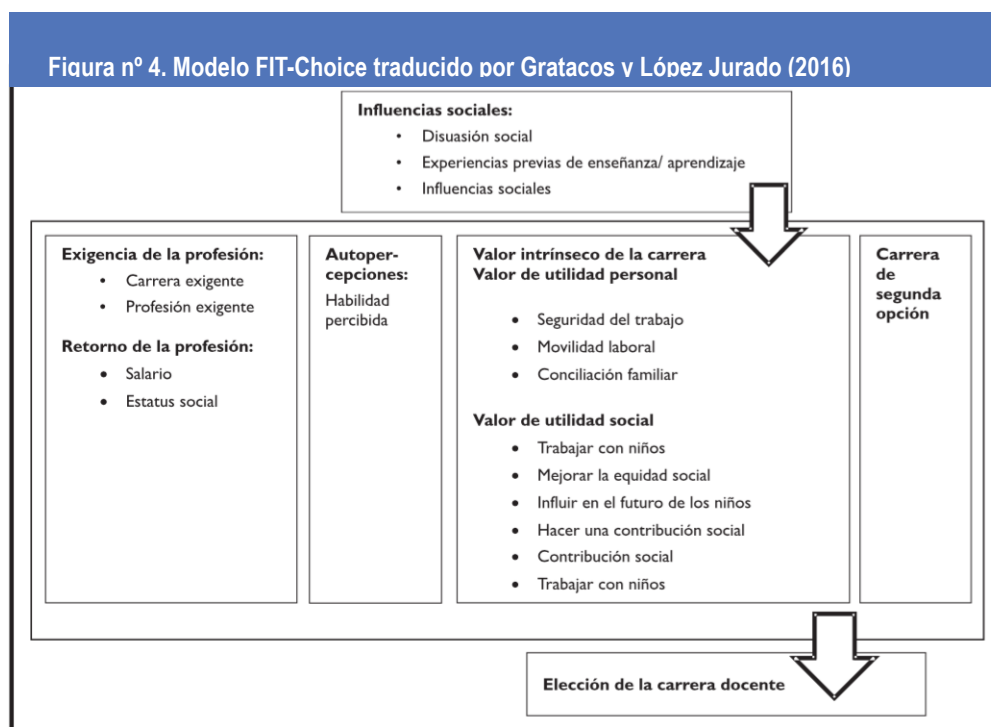 Figura nº 4. Modelo FIT-Choice traducido por Gratacos y López Jurado (2016)
Influencias sociales:
• Disuasión social
• Experiencias previas de enseñanza/ aprendizaje
• Influencias sociales
Exigencia de la profesión:
• Carrera exigente
• Profesión exigente
Retorno de la profesión:
• Salario
• Estatus social
Autoper-
cepciones:
Habilidad
percibida
Valor intrínseco de la carrera
Valor de utilidad personal
• Seguridad del trabajo
• Movilidad laboral
• Conciliación familiar
Valor de utilidad social
• Trabajar con niños
• Mejorar la equidad social
• Influir en el futuro de los niños
• Hacer una contribución social
• Contribución social
• Trabajar con niños
Carrera
de
segunda
opción
Elección de la carrera docente